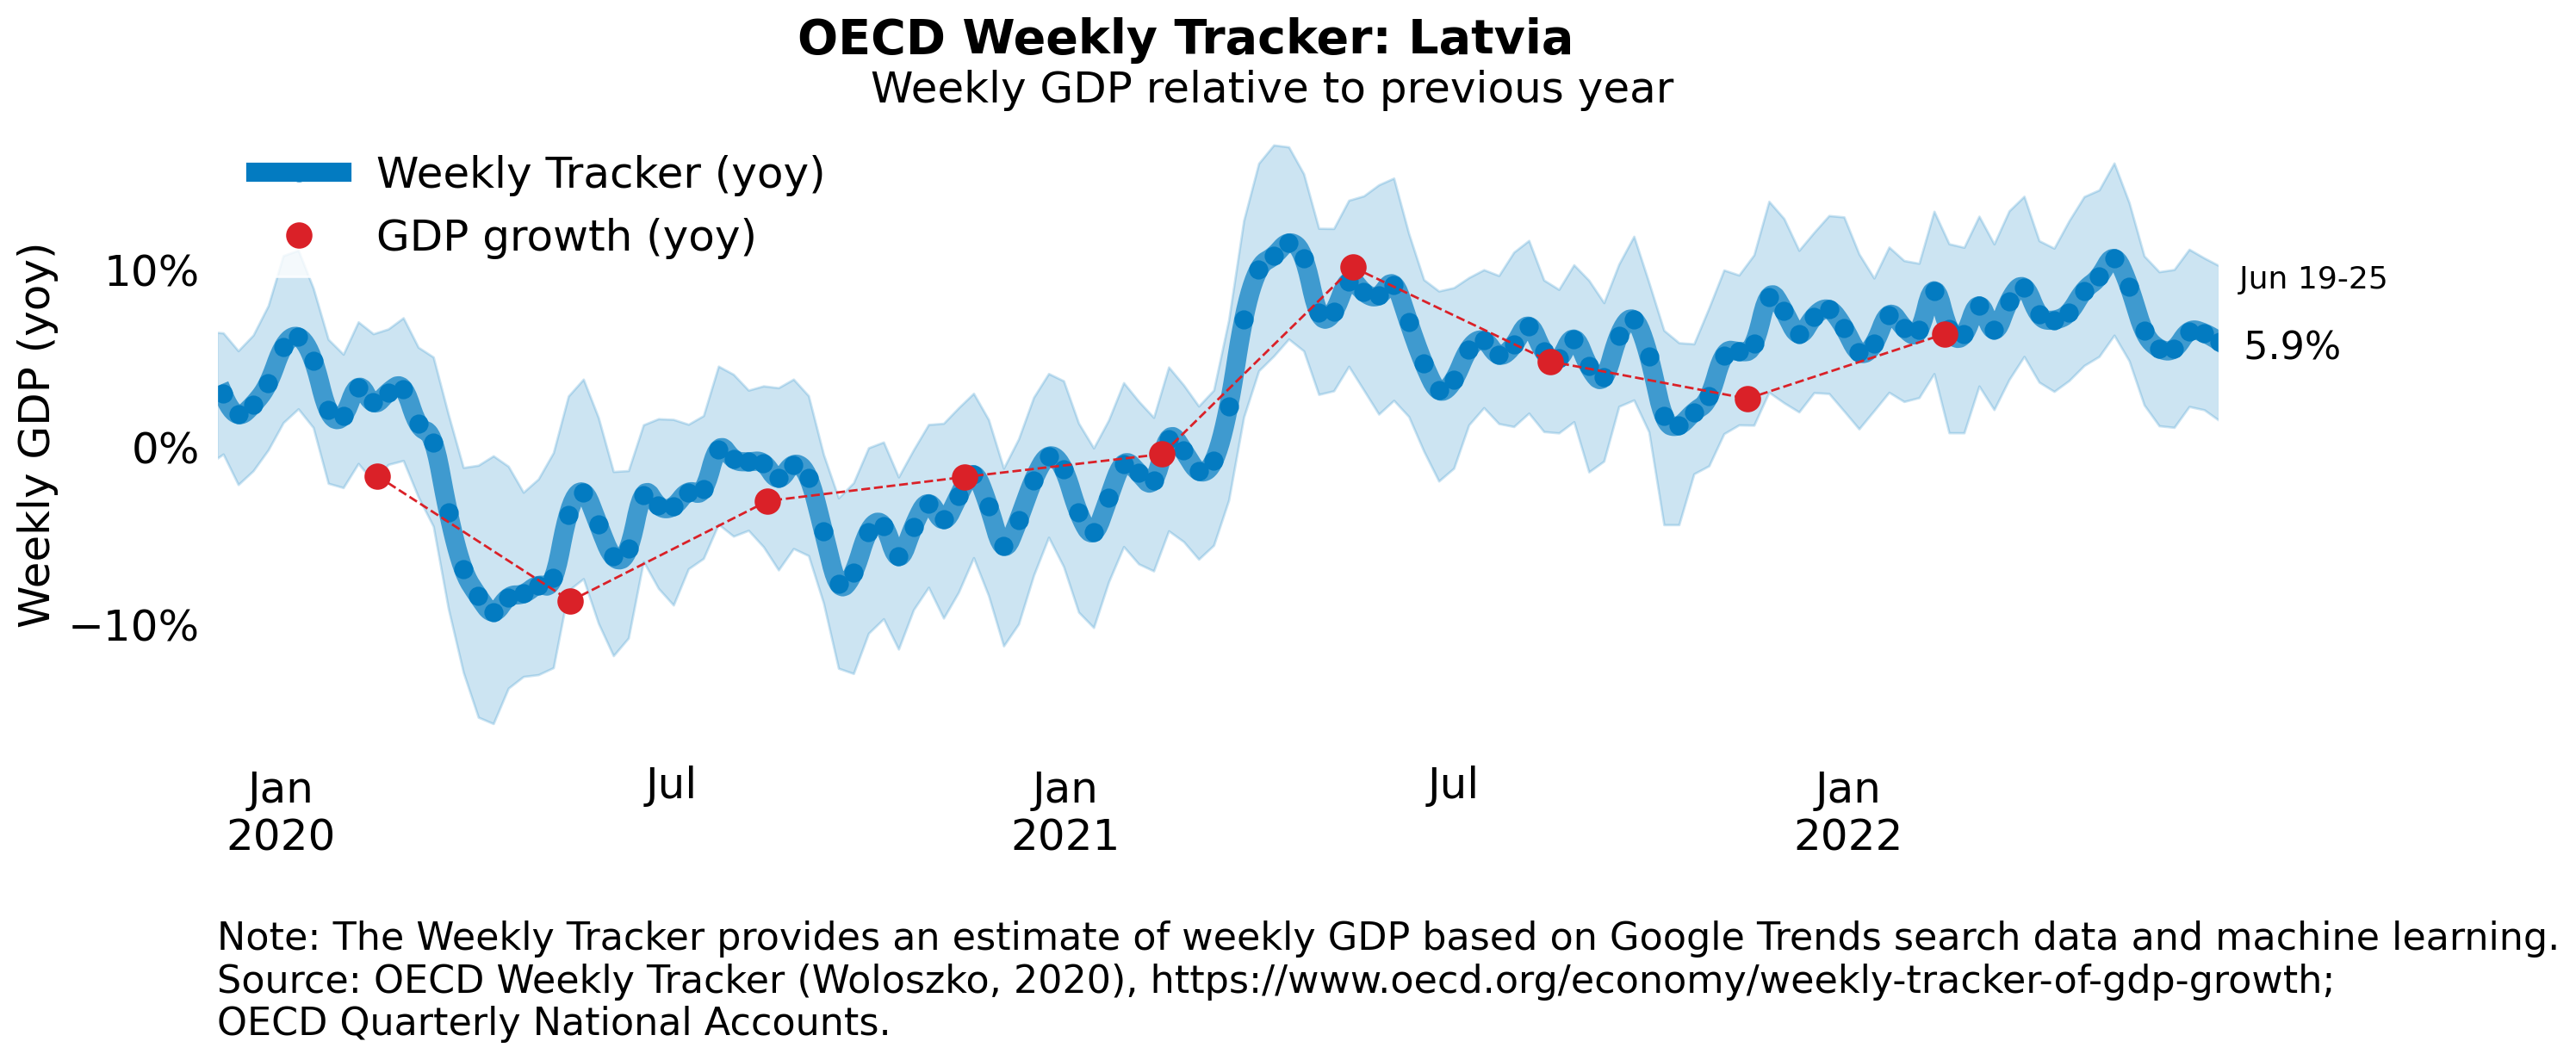 OECD Weekly Tracker: Latvia
Weekly GDP relative to previous year
Weekly Tracker (yoy)
GDP growth (yoy)
Weekly GDP (yoy)
10%
0%
−10%
Jun 19-25
5.9%
Jan
2020
Jul
Jan
2021
Jul
Jan
2022
Note: The Weekly Tracker provides an estimate of weekly GDP based on Google Trends search data and machine learning.
Source: OECD Weekly Tracker (Woloszko, 2020), https://www.oecd.org/economy/weekly-tracker-of-gdp-growth;
OECD Quarterly National Accounts.